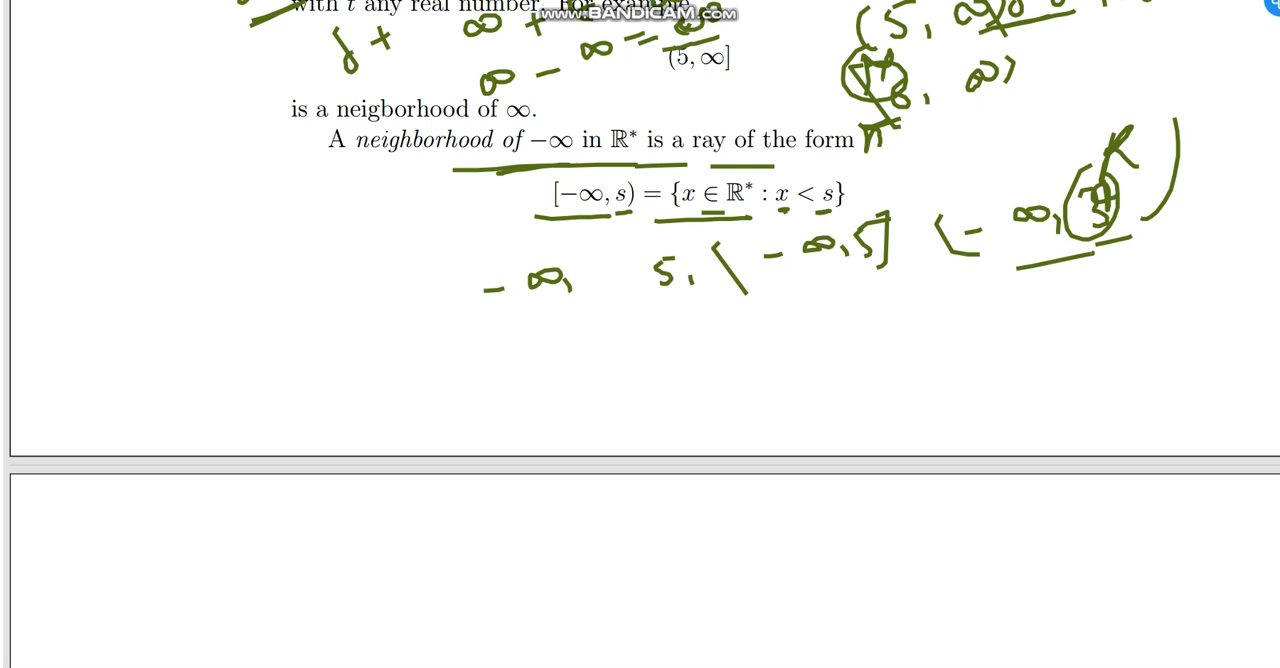 with t any real number. For example
WWW.BANDICAM.COM
∞ +
(5, ∞
∞ - ∞ =
(5, ∞]
8, ∞)
is a neigborhood of ∞.
A neighborhood of −∞ in ℝ* is a ray of the form
[−∞, s) = {x ∈ ℝ* : x < s}
(- ∞, )
- ∞, 5, [- ∞, 5]